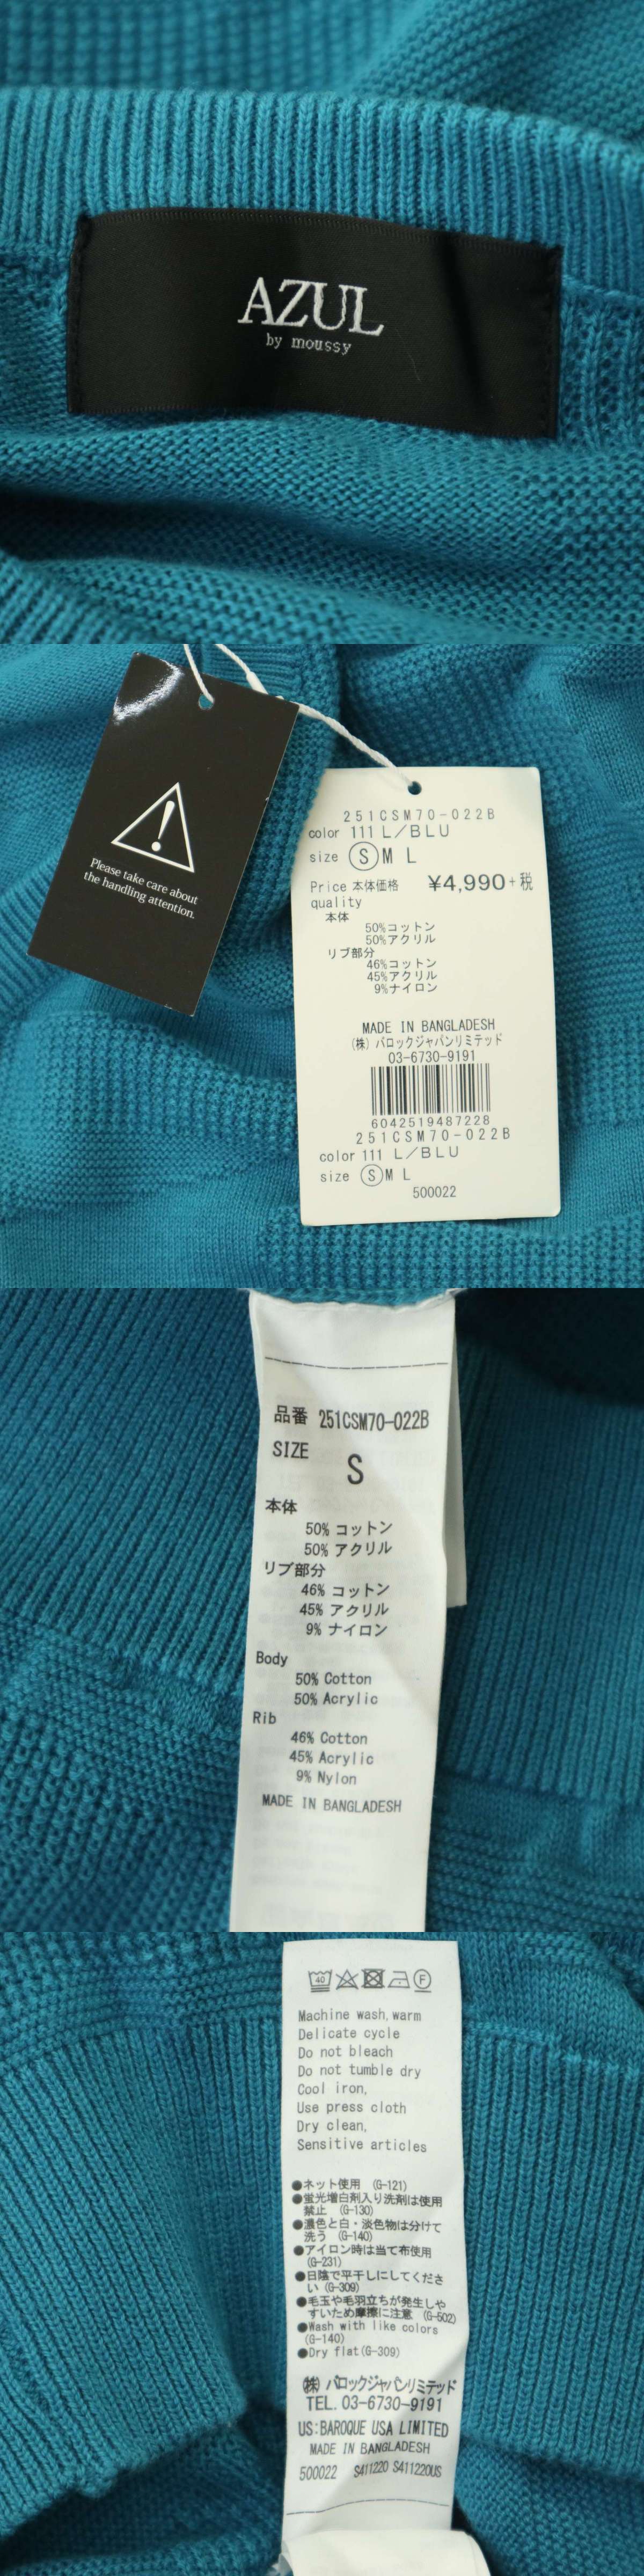 AZUL
by moussy
Please take care about
the handling attention.
251CSM70-022B
color 111 L/BLU
size S M L
Price 本体価格 ¥4,990+税
quality
本体
50%コットン
50%アクリル
リブ部分
46%コットン
45%アクリル
9%ナイロン
MADE IN BANGLADESH
(株) バロックジャパンリミテッド
03-6730-9191
6042519487228
251CSM70-022B
color 111 L/BLU
size S M L
500022
品番 251CSM70-022B
SIZE S
本体
50% コットン
50% アクリル
リブ部分
46% コットン
45% アクリル
9% ナイロン
Body
50% Cotton
50% Acrylic
Rib
46% Cotton
45% Acrylic
9% Nylon
MADE IN BANGLADESH
40 F
Machine wash, warm
Delicate cycle
Do not bleach
Do not tumble dry
Cool iron,
Use press cloth
Dry clean,
Sensitive articles
●ネット使用 (G-121)
●蛍光増白剤入り洗剤は使用
禁止 (G-130)
●濃色と白・淡色物は分けて
洗う (G-140)
●アイロン時は当て布使用
(G-231)
●日陰で平干しにしてくださ
い (G-309)
●毛玉や毛羽立ちが発生しや
すいため摩擦に注意 (G-502)
●Wash with like colors
(G-140)
●Dry flat(G-309)
(株) バロックジャパンリミテッド
TEL. 03-6730-9191
US:BAROQUE USA LIMITED
MADE IN BANGLADESH
500022 S411220 S411220US